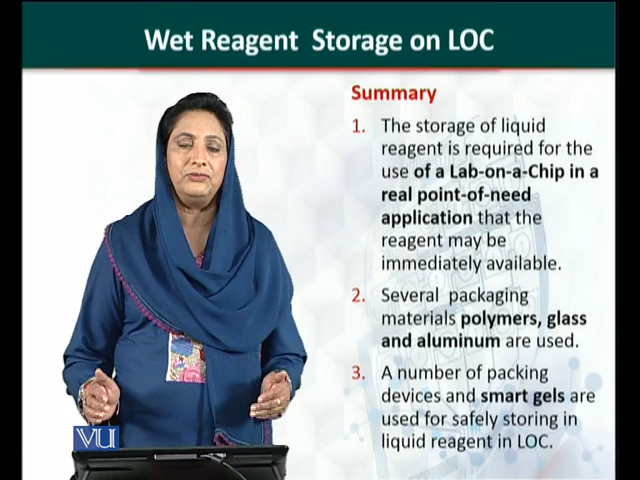 Wet Reagent Storage on LOC
Summary
1. The storage of liquid
reagent is required for the
use of a Lab-on-a-Chip in a
real point-of-need
application that the
reagent may be
immediately available.
2. Several packaging
materials polymers, glass
and aluminum are used.
3. A number of packing
devices and smart gels are
used for safely storing in
liquid reagent in LOC.
VU